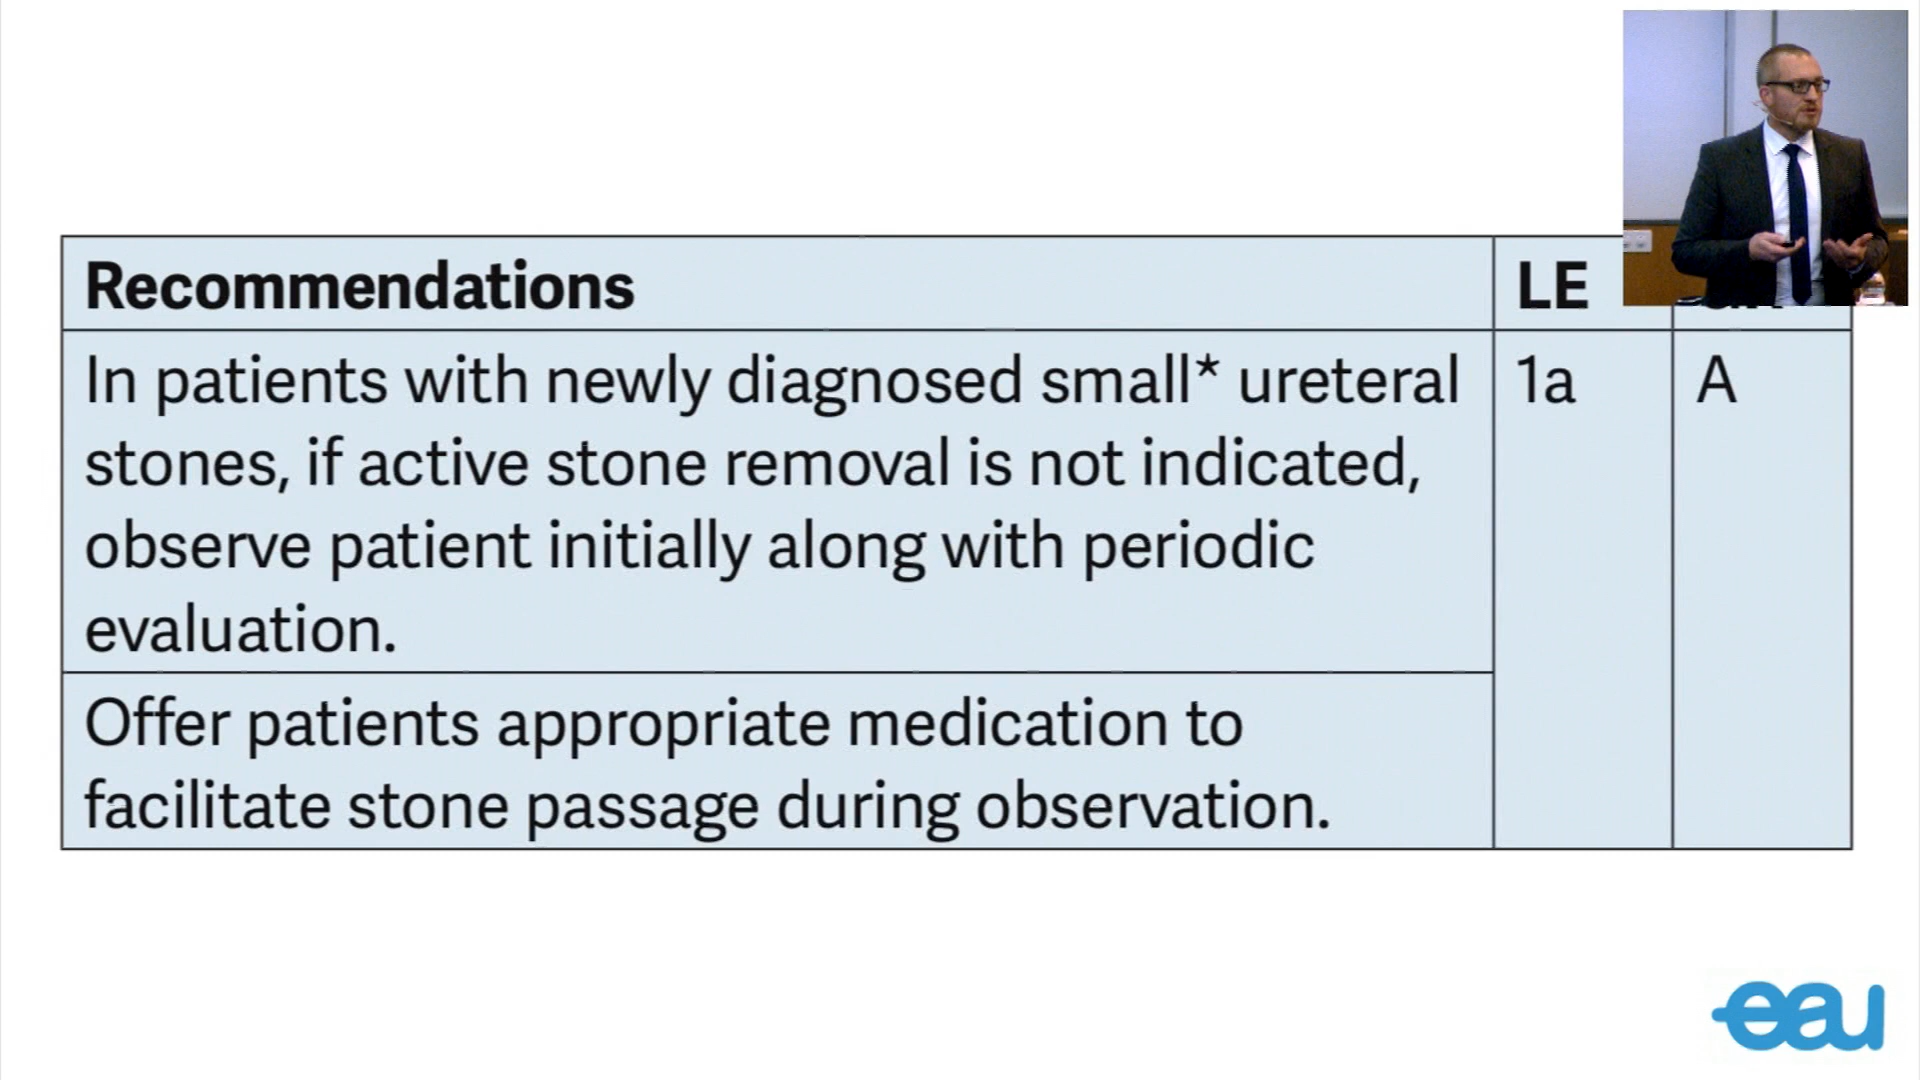 Recommendations LE
In patients with newly diagnosed small* ureteral 1a A
stones, if active stone removal is not indicated,
observe patient initially along with periodic
evaluation.
Offer patients appropriate medication to
facilitate stone passage during observation.
eau